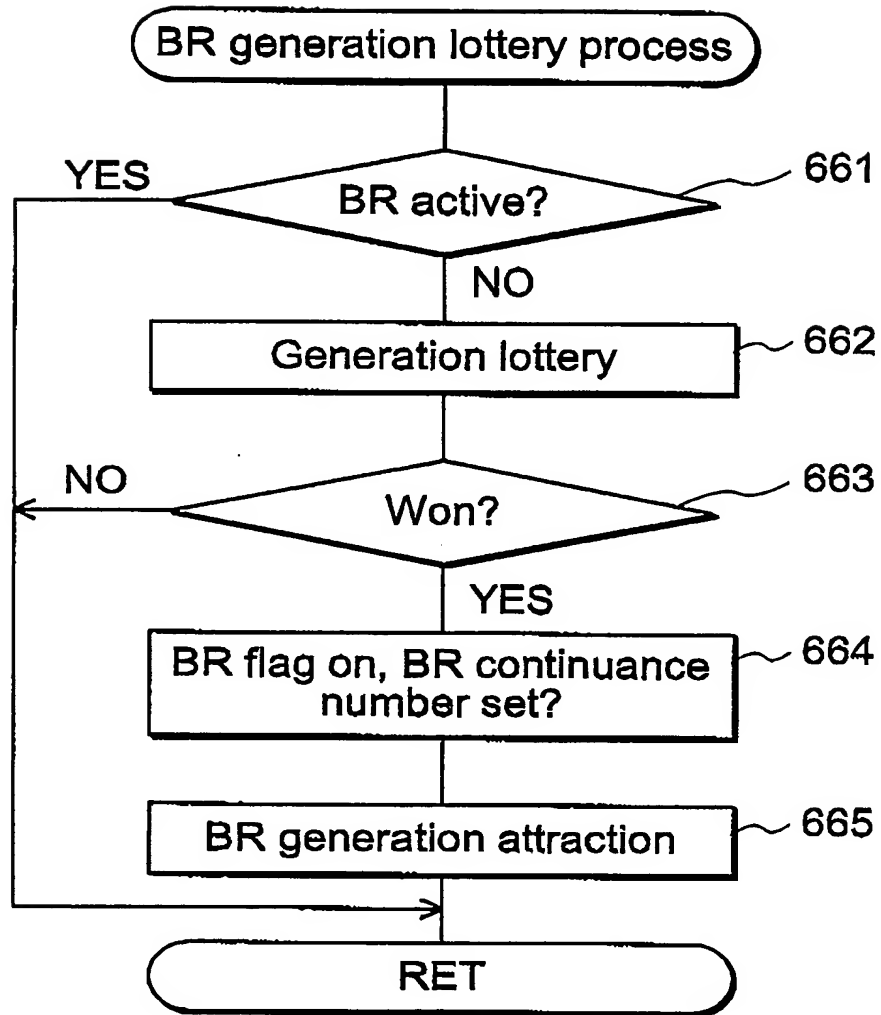 BR generation lottery process
YES
661
BR active?
NO
Generation lottery
662
NO
663
Won?
YES
BR flag on, BR continuance
number set?
664
BR generation attraction
665
RET